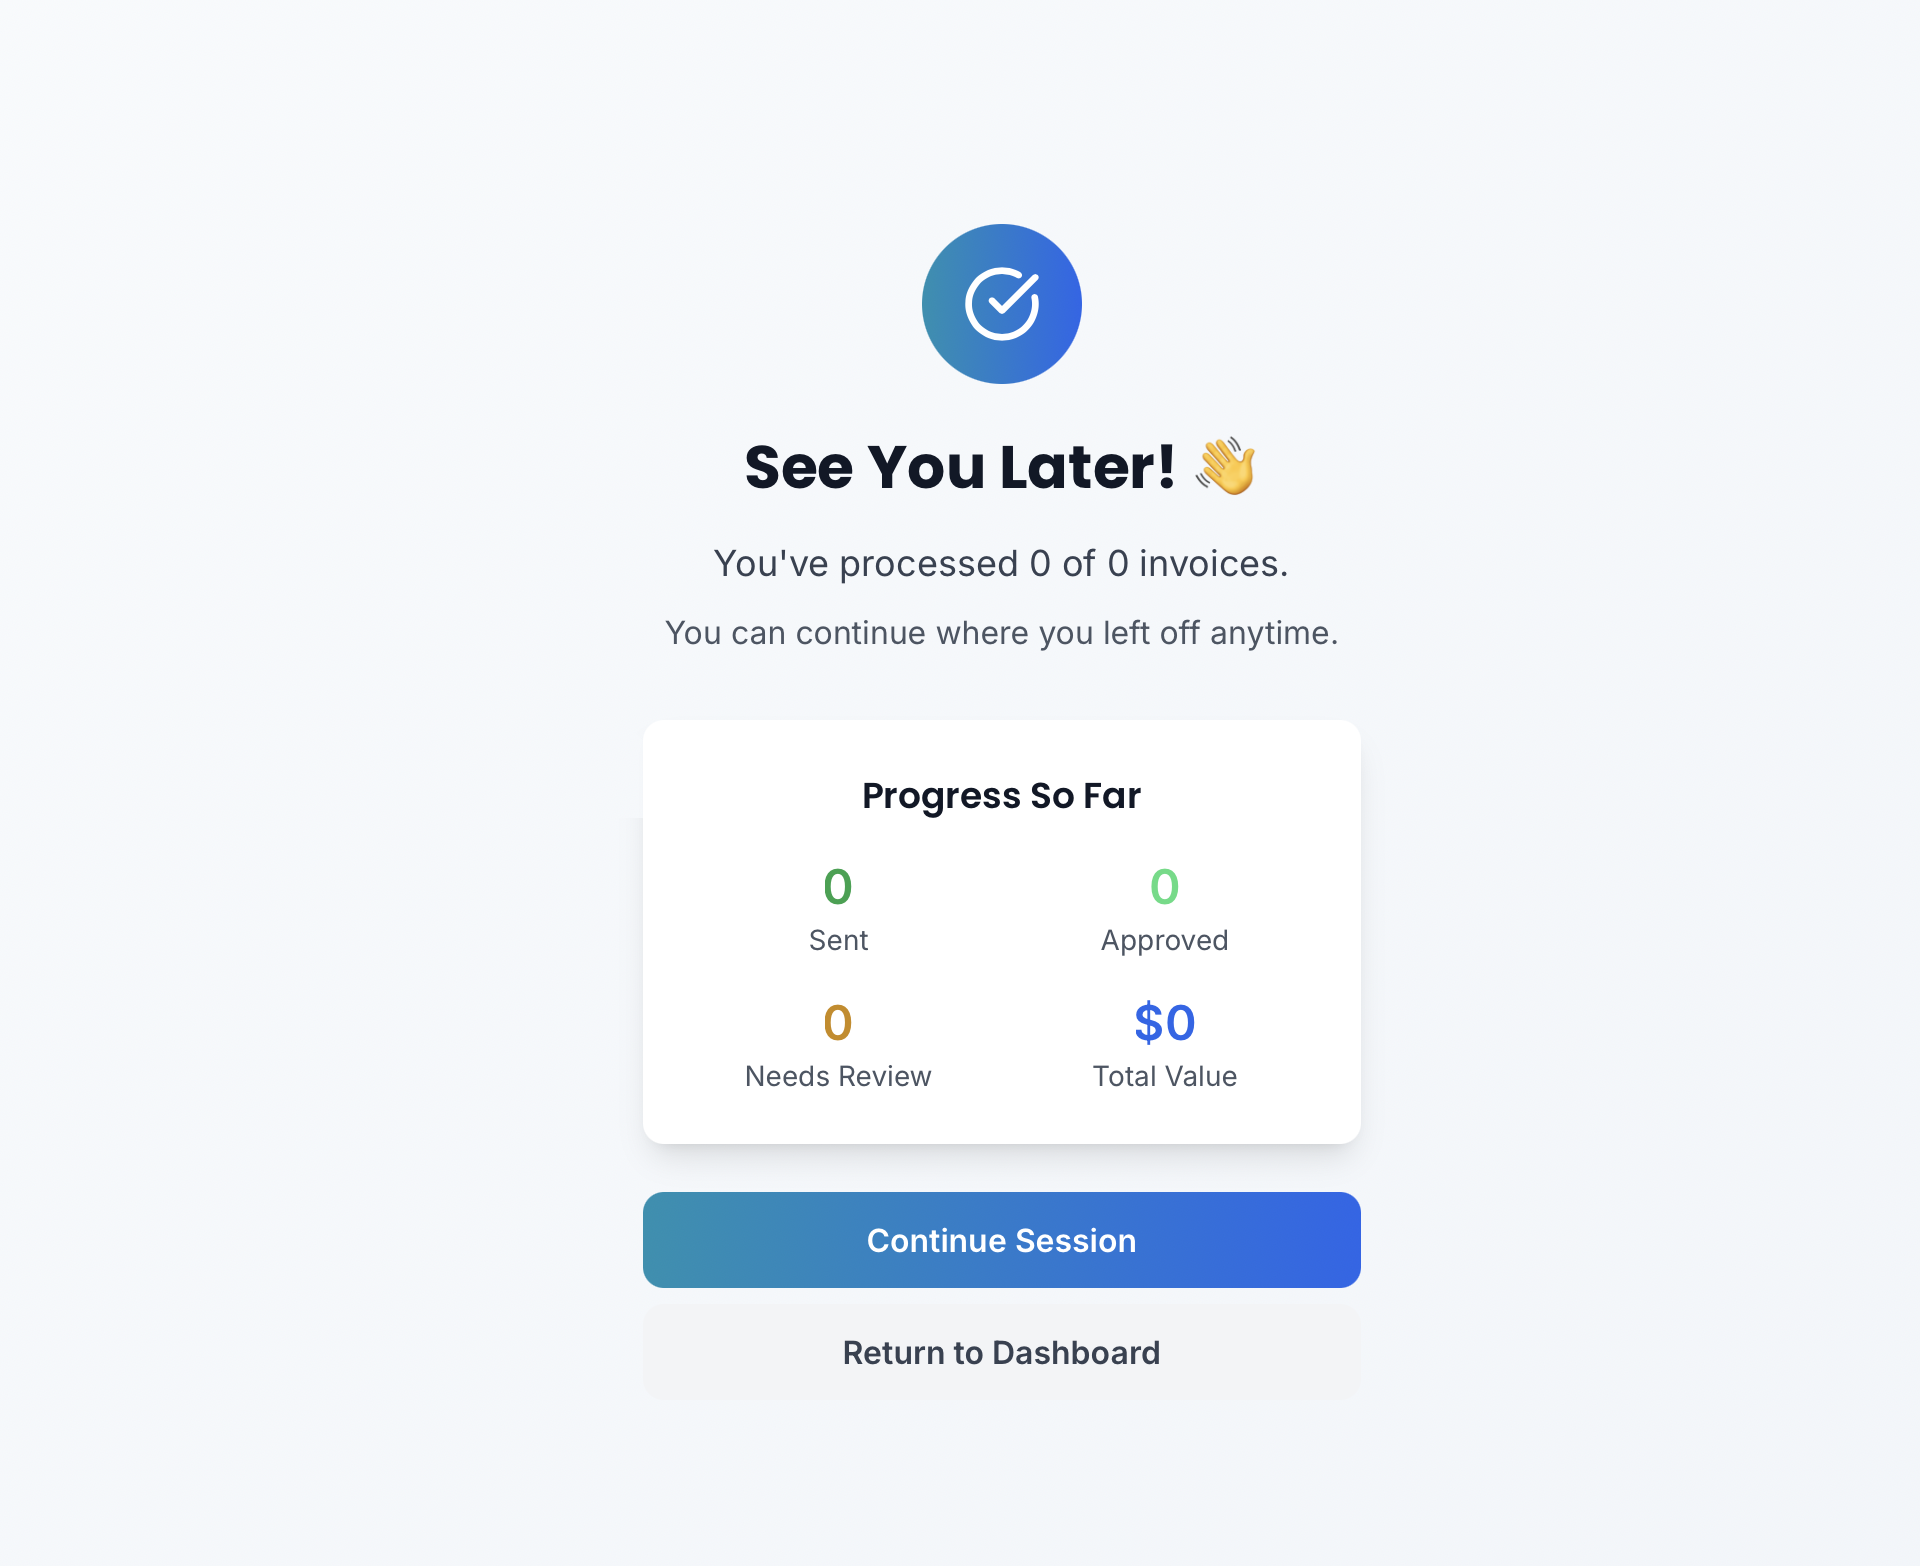 See You Later! 👋
You've processed 0 of 0 invoices.
You can continue where you left off anytime.
Progress So Far
0 0
Sent Approved
0 $0
Needs Review Total Value
Continue Session
Return to Dashboard